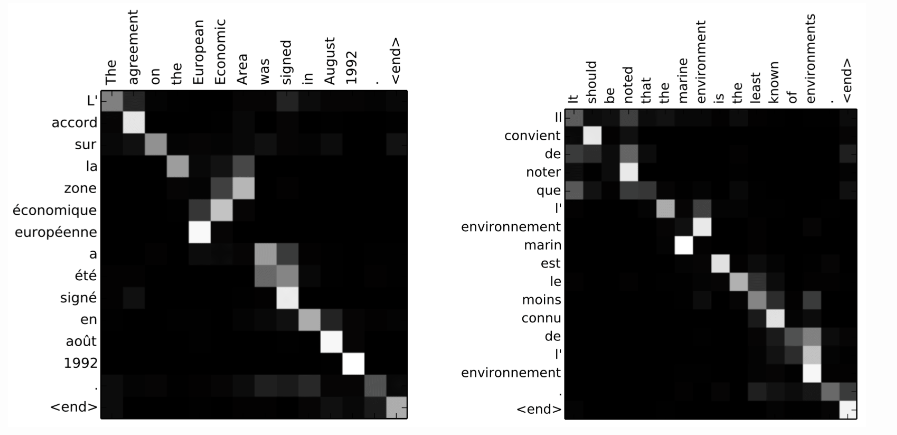 The
agreement
on
the
European
Economic
Area
was
signed
in
August
1992
.
<end>
L'
accord
sur
la
zone
économique
européenne
a
été
signé
en
août
1992
.
<end>
It
should
be
noted
that
the
marine
environment
is
the
least
known
of
environments
.
<end>
Il
convient
de
noter
que
l'
environnement
marin
est
le
moins
connu
de
l'
environnement
.
<end>